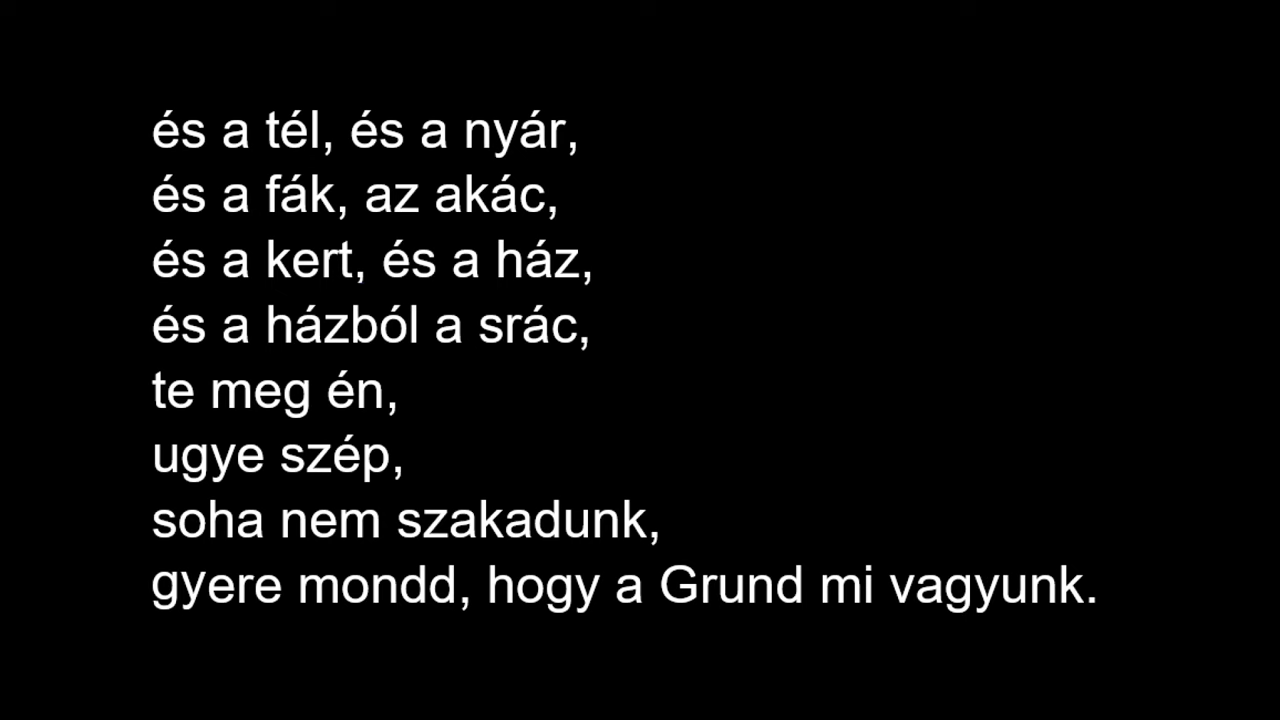 és a tél, és a nyár,
és a fák, az akác,
és a kert, és a ház,
és a házból a srác,
te meg én,
ugye szép,
soha nem szakadunk,
gyere mondd, hogy a Grund mi vagyunk.